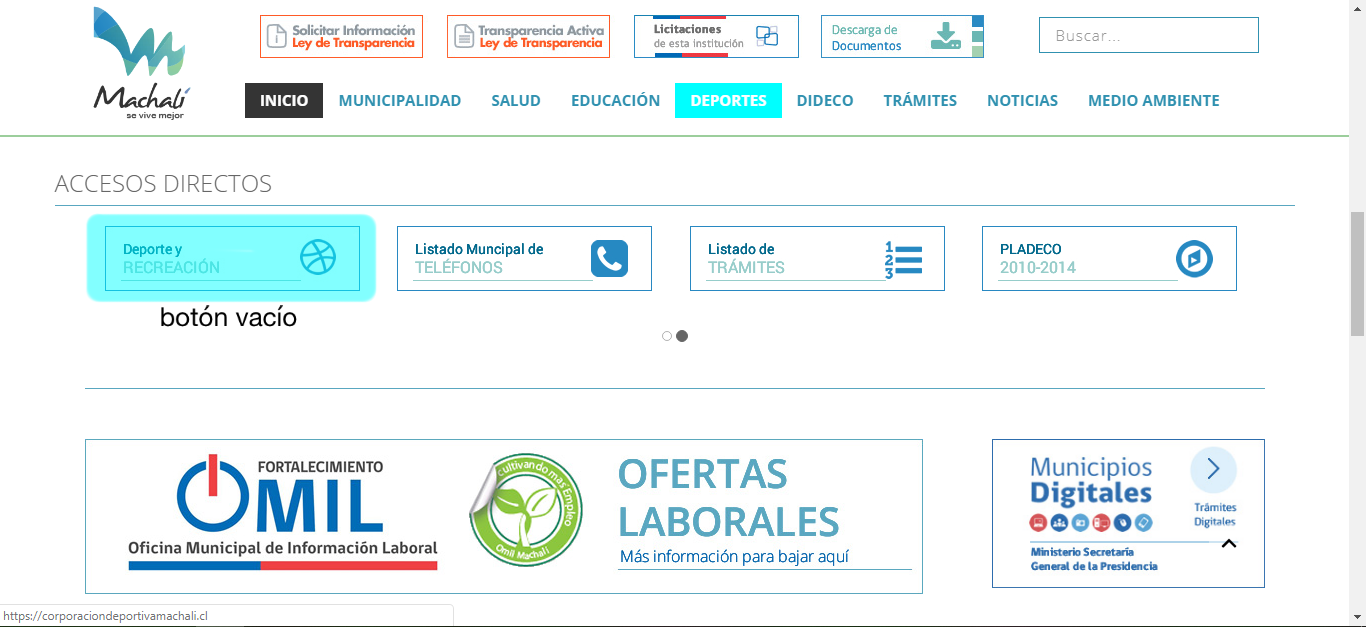 Solicitar Información
Ley de Transparencia
Transparencia Activa
Ley de Transparencia
Licitaciones
de esta institución
Descarga de
Documentos
Buscar...
Machalí
se vive mejor
INICIO MUNICIPALIDAD SALUD EDUCACIÓN DEPORTES DIDECO TRÁMITES NOTICIAS MEDIO AMBIENTE
ACCESOS DIRECTOS
Deporte y
RECREACIÓN
Listado Muncipal de
TELÉFONOS
Listado de
TRÁMITES
1
2
3
PLADECO
2010-2014
botón vacío
FORTALECIMIENTO
OMIL
Oficina Municipal de Información Laboral
cultivando mas Empleo
Omil Machalí
OFERTAS
LABORALES
Más información para bajar aquí
Municipios
Digitales
Trámites
Digitales
Ministerio Secretaría
General de la Presidencia
https://corporaciondeportivamachali.cl